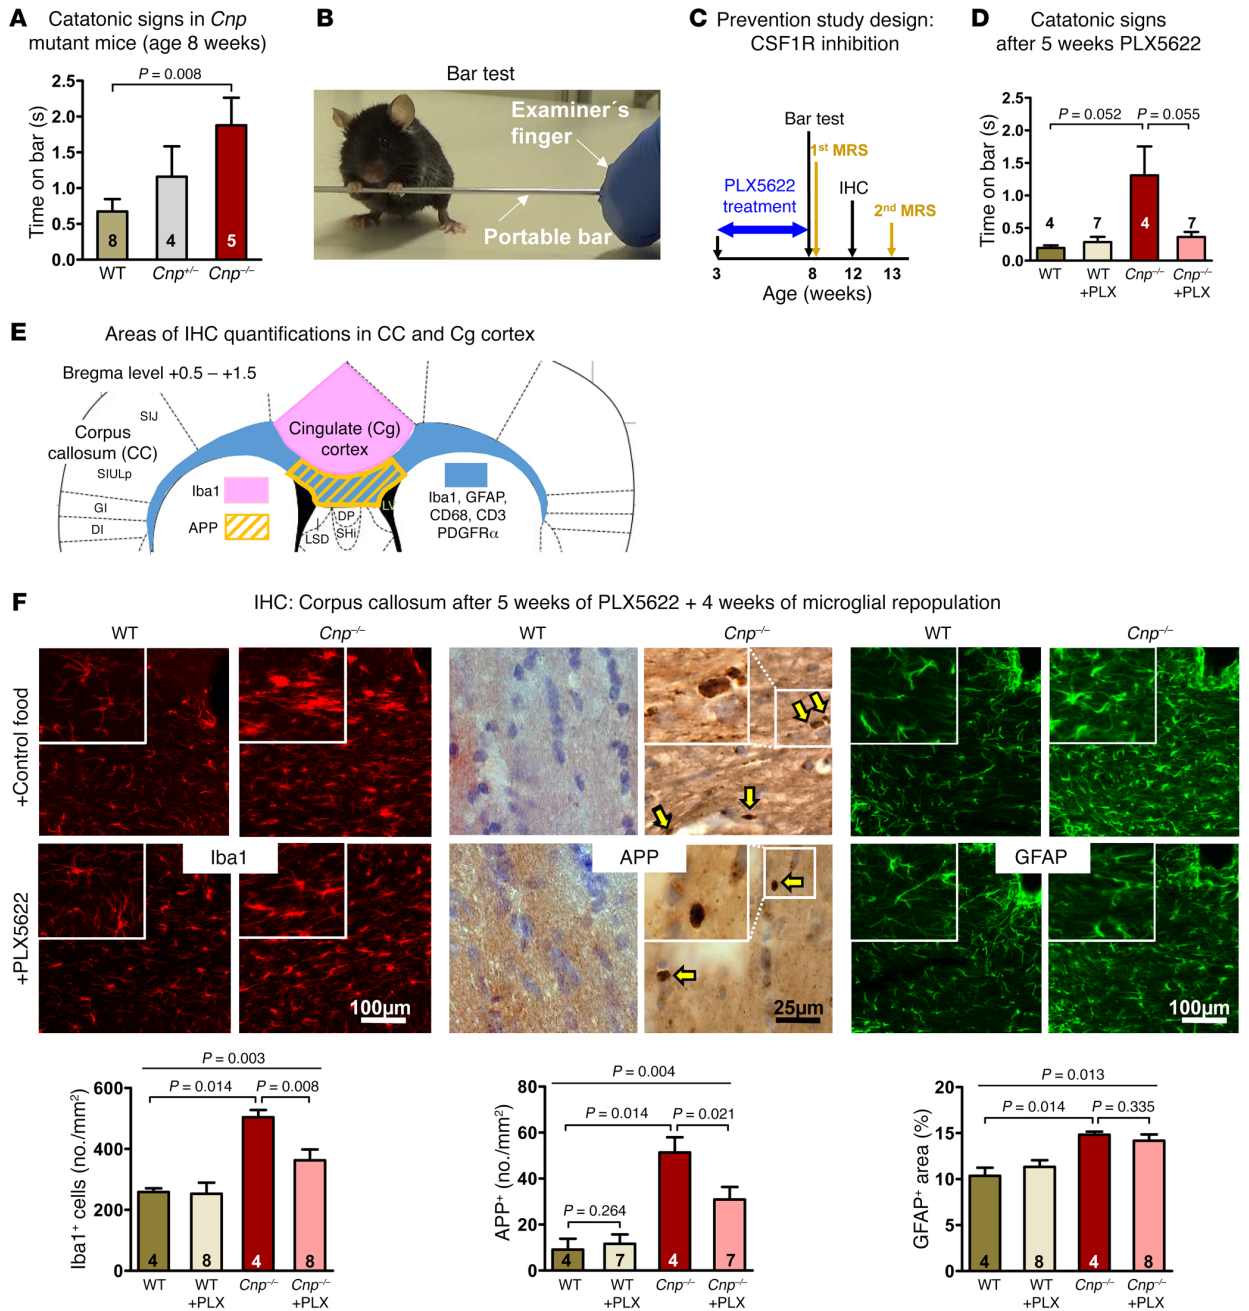 A
Catatonic signs in Cnp
mutant mice (age 8 weeks)
P = 0.008
Time on bar (s)
2.5
2.0
1.5
1.0
0.5
0.0
8
4
5
WT
Cnp+/–
Cnp–/–
B
Bar test
Examiner´s
finger
Portable bar
C
Prevention study design:
CSF1R inhibition
Bar test
1st MRS
PLX5622
treatment
IHC
2nd MRS
3
8
12
13
Age (weeks)
D
Catatonic signs
after 5 weeks PLX5622
Time on bar (s)
2.5
2.0
1.5
1.0
0.5
0.0
P = 0.052
P = 0.055
4
7
4
7
WT
WT
+PLX
Cnp–/–
Cnp–/–
+PLX
E
Areas of IHC quantifications in CC and Cg cortex
Bregma level +0.5 – +1.5
SIJ
Corpus
callosum (CC)
SIULp
GI
DI
Cingulate (Cg)
cortex
Iba1
APP
LV
DP
SHi
LSD
Iba1, GFAP,
CD68, CD3
PDGFRα
F
IHC: Corpus callosum after 5 weeks of PLX5622 + 4 weeks of microglial repopulation
WT
Cnp–/–
WT
Cnp–/–
WT
Cnp–/–
+Control food
+PLX5622
Iba1
APP
GFAP
100µm
25µm
100µm
Iba1+ cells (no./mm2)
600
400
200
0
P = 0.003
P = 0.014
P = 0.008
4
8
4
8
WT
WT
+PLX
Cnp–/–
Cnp–/–
+PLX
APP+ (no./mm2)
80
60
40
20
0
P = 0.004
P = 0.014
P = 0.021
P = 0.264
4
7
4
7
WT
WT
+PLX
Cnp–/–
Cnp–/–
+PLX
GFAP+ area (%)
20
15
10
5
0
P = 0.013
P = 0.014
P = 0.335
4
8
4
8
WT
WT
+PLX
Cnp–/–
Cnp–/–
+PLX